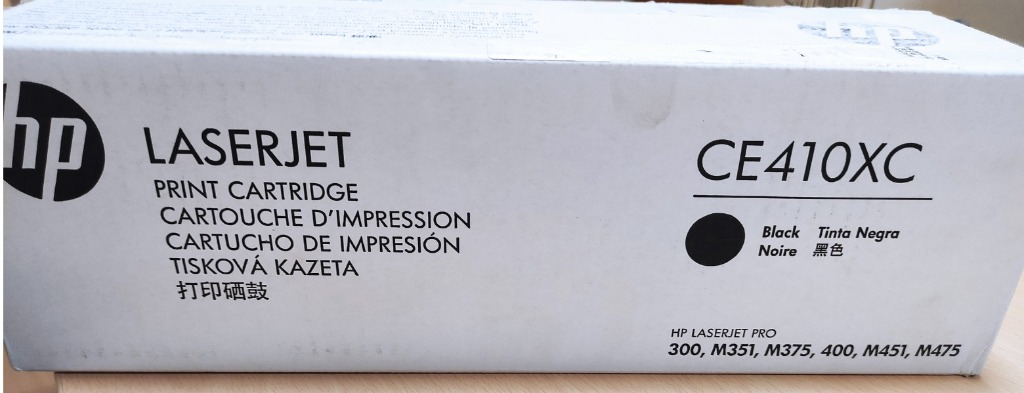 hp
LASERJET
PRINT CARTRIDGE
CARTOUCHE D'IMPRESSION
CARTUCHO DE IMPRESIÓN
TISKOVÁ KAZETA
打印硒鼓
CE410XC
Black Tinta Negra
Noire 黑色
HP LASERJET PRO
300, M351, M375, 400, M451, M475
hp